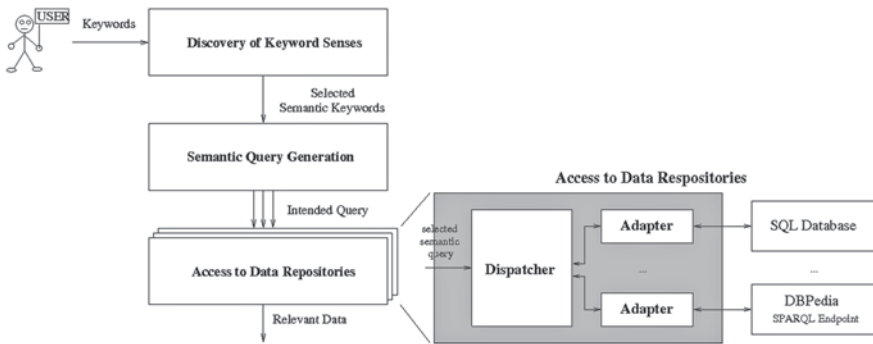 USER
Keywords
Discovery of Keyword Senses
Selected
Semantic Keywords
Semantic Query Generation
Intended Query
Access to Data Repositories
Relevant Data
Access to Data Respositories
selected
semantic
query
Dispatcher
Adapter
...
Adapter
SQL Database
...
DBPedia
SPARQL Endpoint